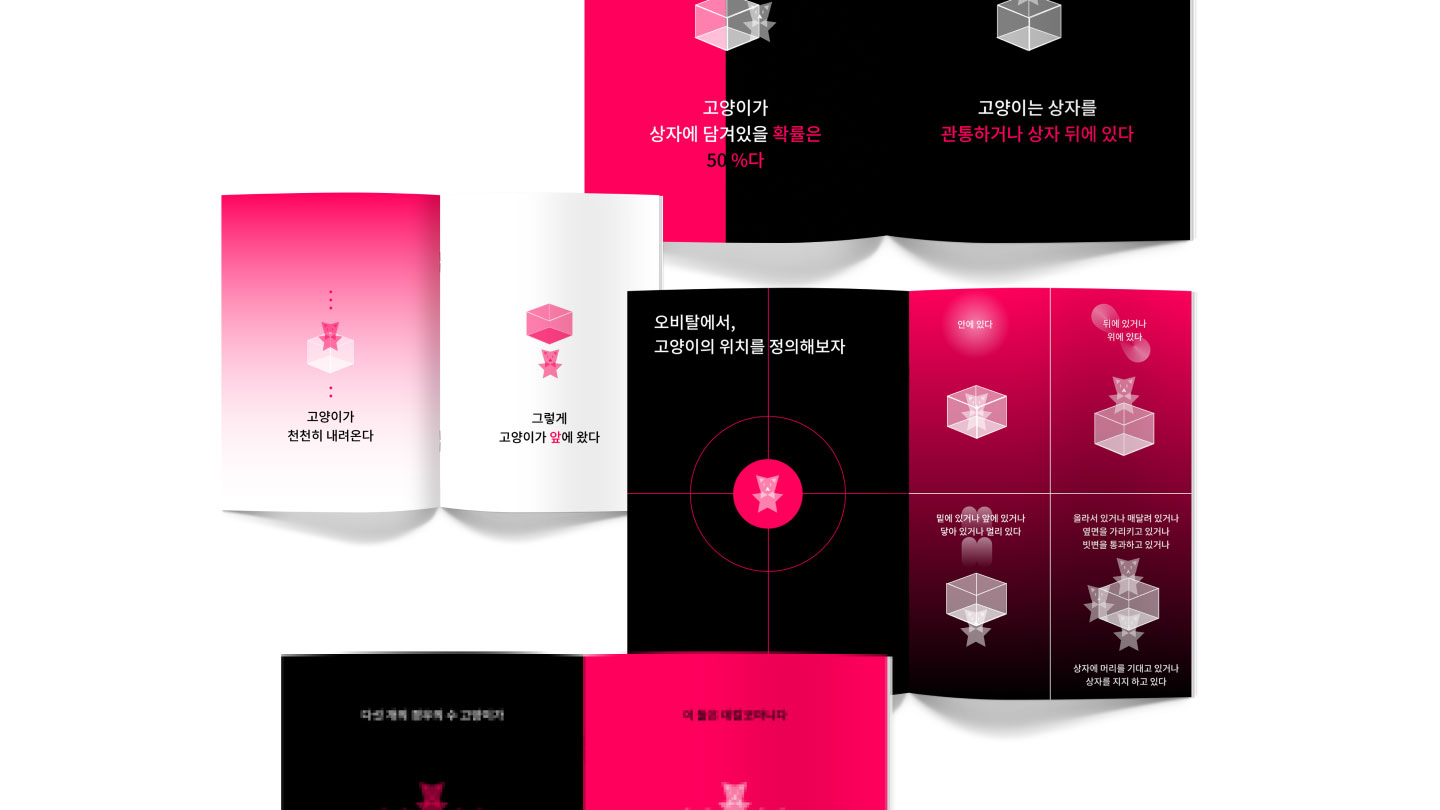 고양이가
상자에 담겨있을 확률은
50 %다
고양이는 상자를
관통하거나 상자 뒤에 있다
고양이가
천천히 내려온다
그렇게
고양이가 앞에 왔다
오비탈에서,
고양이의 위치를 정의해보자
안에 있다
뒤에 있거나
위에 있다
밑에 있거나 앞에 있거나
닿아 있거나 멀리 있다
올라서 있거나 매달려 있거나
옆면을 가리키고 있거나
빗변을 통과하고 있거나
상자에 머리를 기대고 있거나
상자를 지지 하고 있다